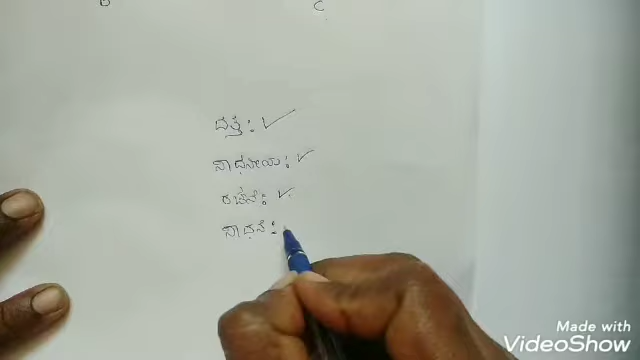 B C
ದತ್ತ : ✓
ಸಾಧನೀಯ : ✓
ರಚನೆ : ✓
ಸಾಧನೆ :
Made with
VideoShow